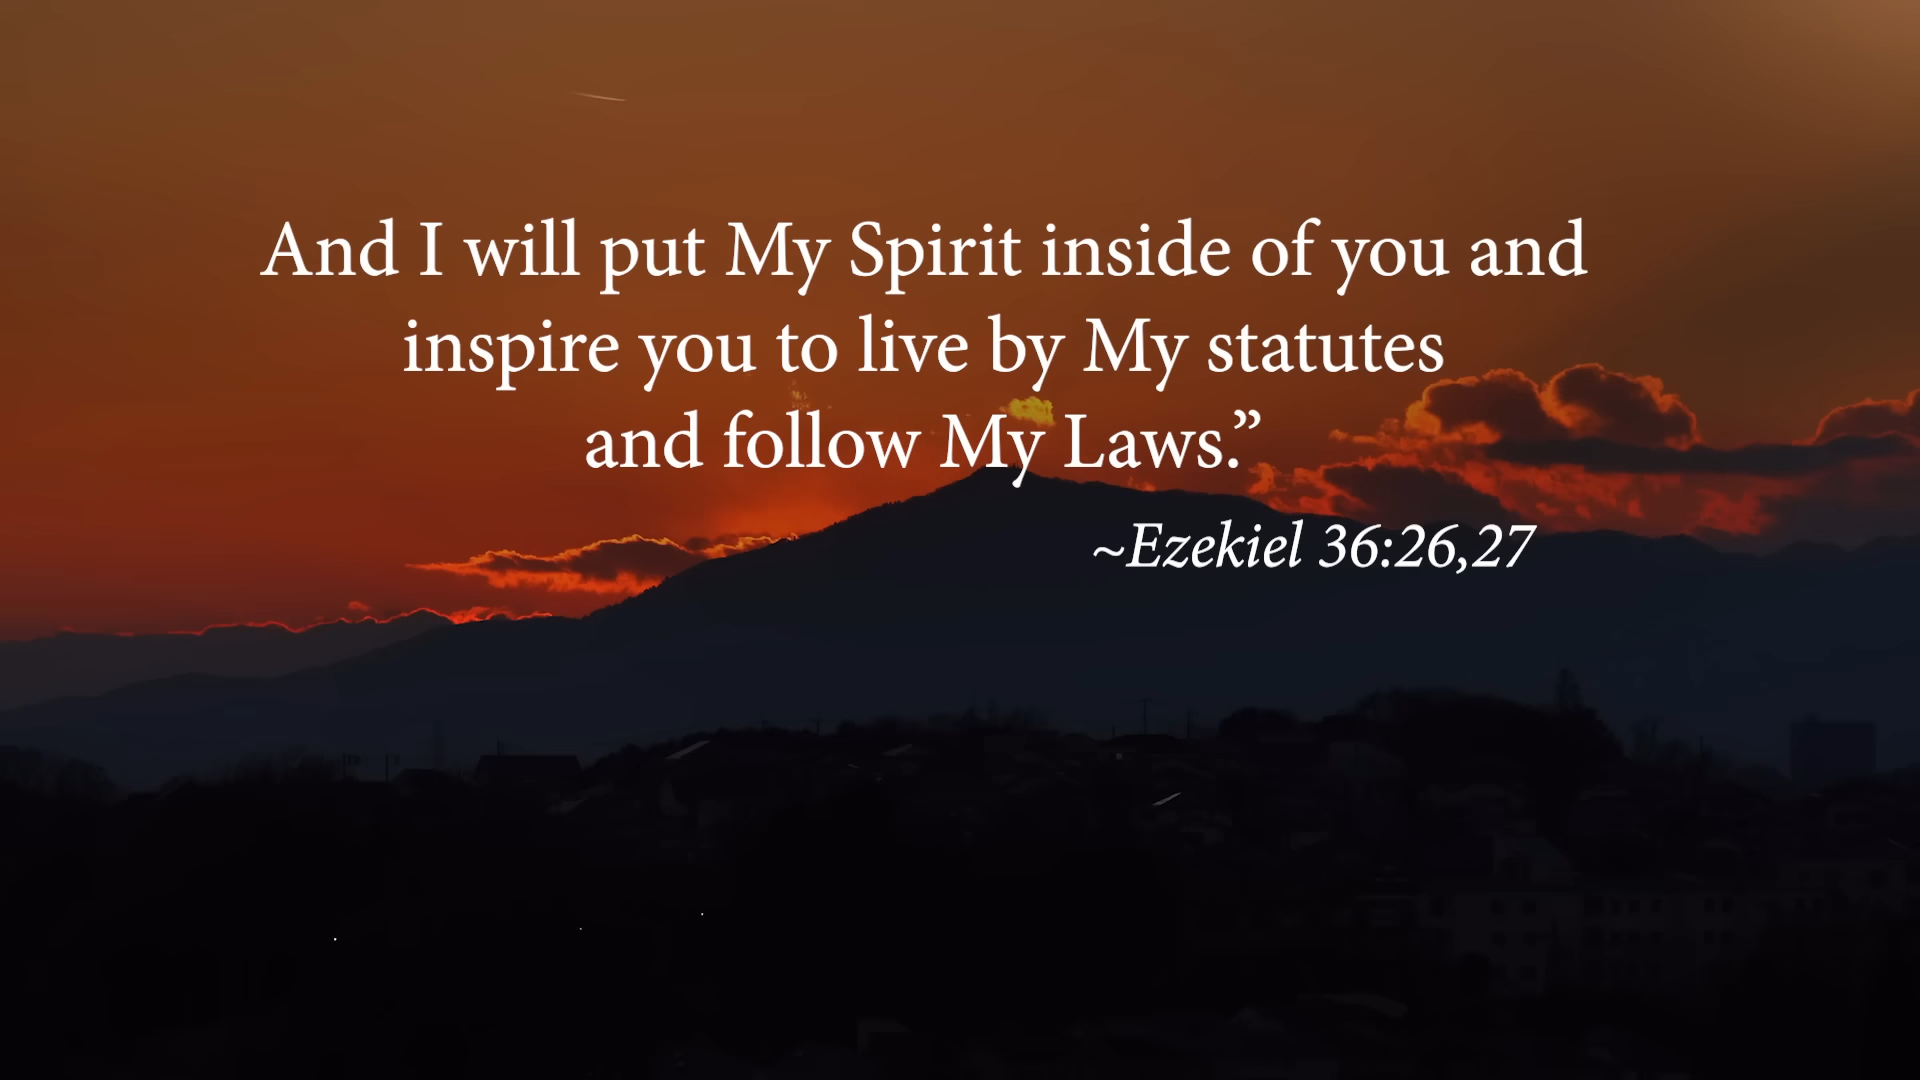 And I will put My Spirit inside of you and
inspire you to live by My statutes
and follow My Laws.”
~Ezekiel 36:26,27